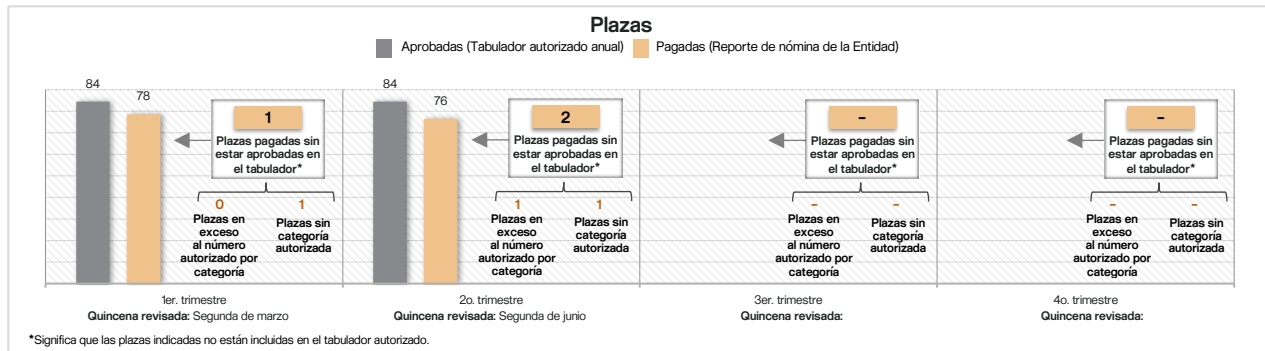 Plazas
Aprobadas (Tabulador autorizado anual) Pagadas (Reporte de nómina de la Entidad)
84
78
1
Plazas pagadas sin
estar aprobadas en
el tabulador*
0 1
Plazas en
exceso
al número
autorizado por
categoría
Plazas sin
categoría
autorizada
1er. trimestre
Quincena revisada: Segunda de marzo
84
76
2
Plazas pagadas sin
estar aprobadas en
el tabulador*
1 1
Plazas en
exceso
al número
autorizado por
categoría
Plazas sin
categoría
autorizada
2o. trimestre
Quincena revisada: Segunda de junio
-
Plazas pagadas sin
estar aprobadas en
el tabulador*
- -
Plazas en
exceso
al número
autorizado por
categoría
Plazas sin
categoría
autorizada
3er. trimestre
Quincena revisada:
-
Plazas pagadas sin
estar aprobadas en
el tabulador*
- -
Plazas en
exceso
al número
autorizado por
categoría
Plazas sin
categoría
autorizada
4o. trimestre
Quincena revisada:
*Significa que las plazas indicadas no están incluidas en el tabulador autorizado.